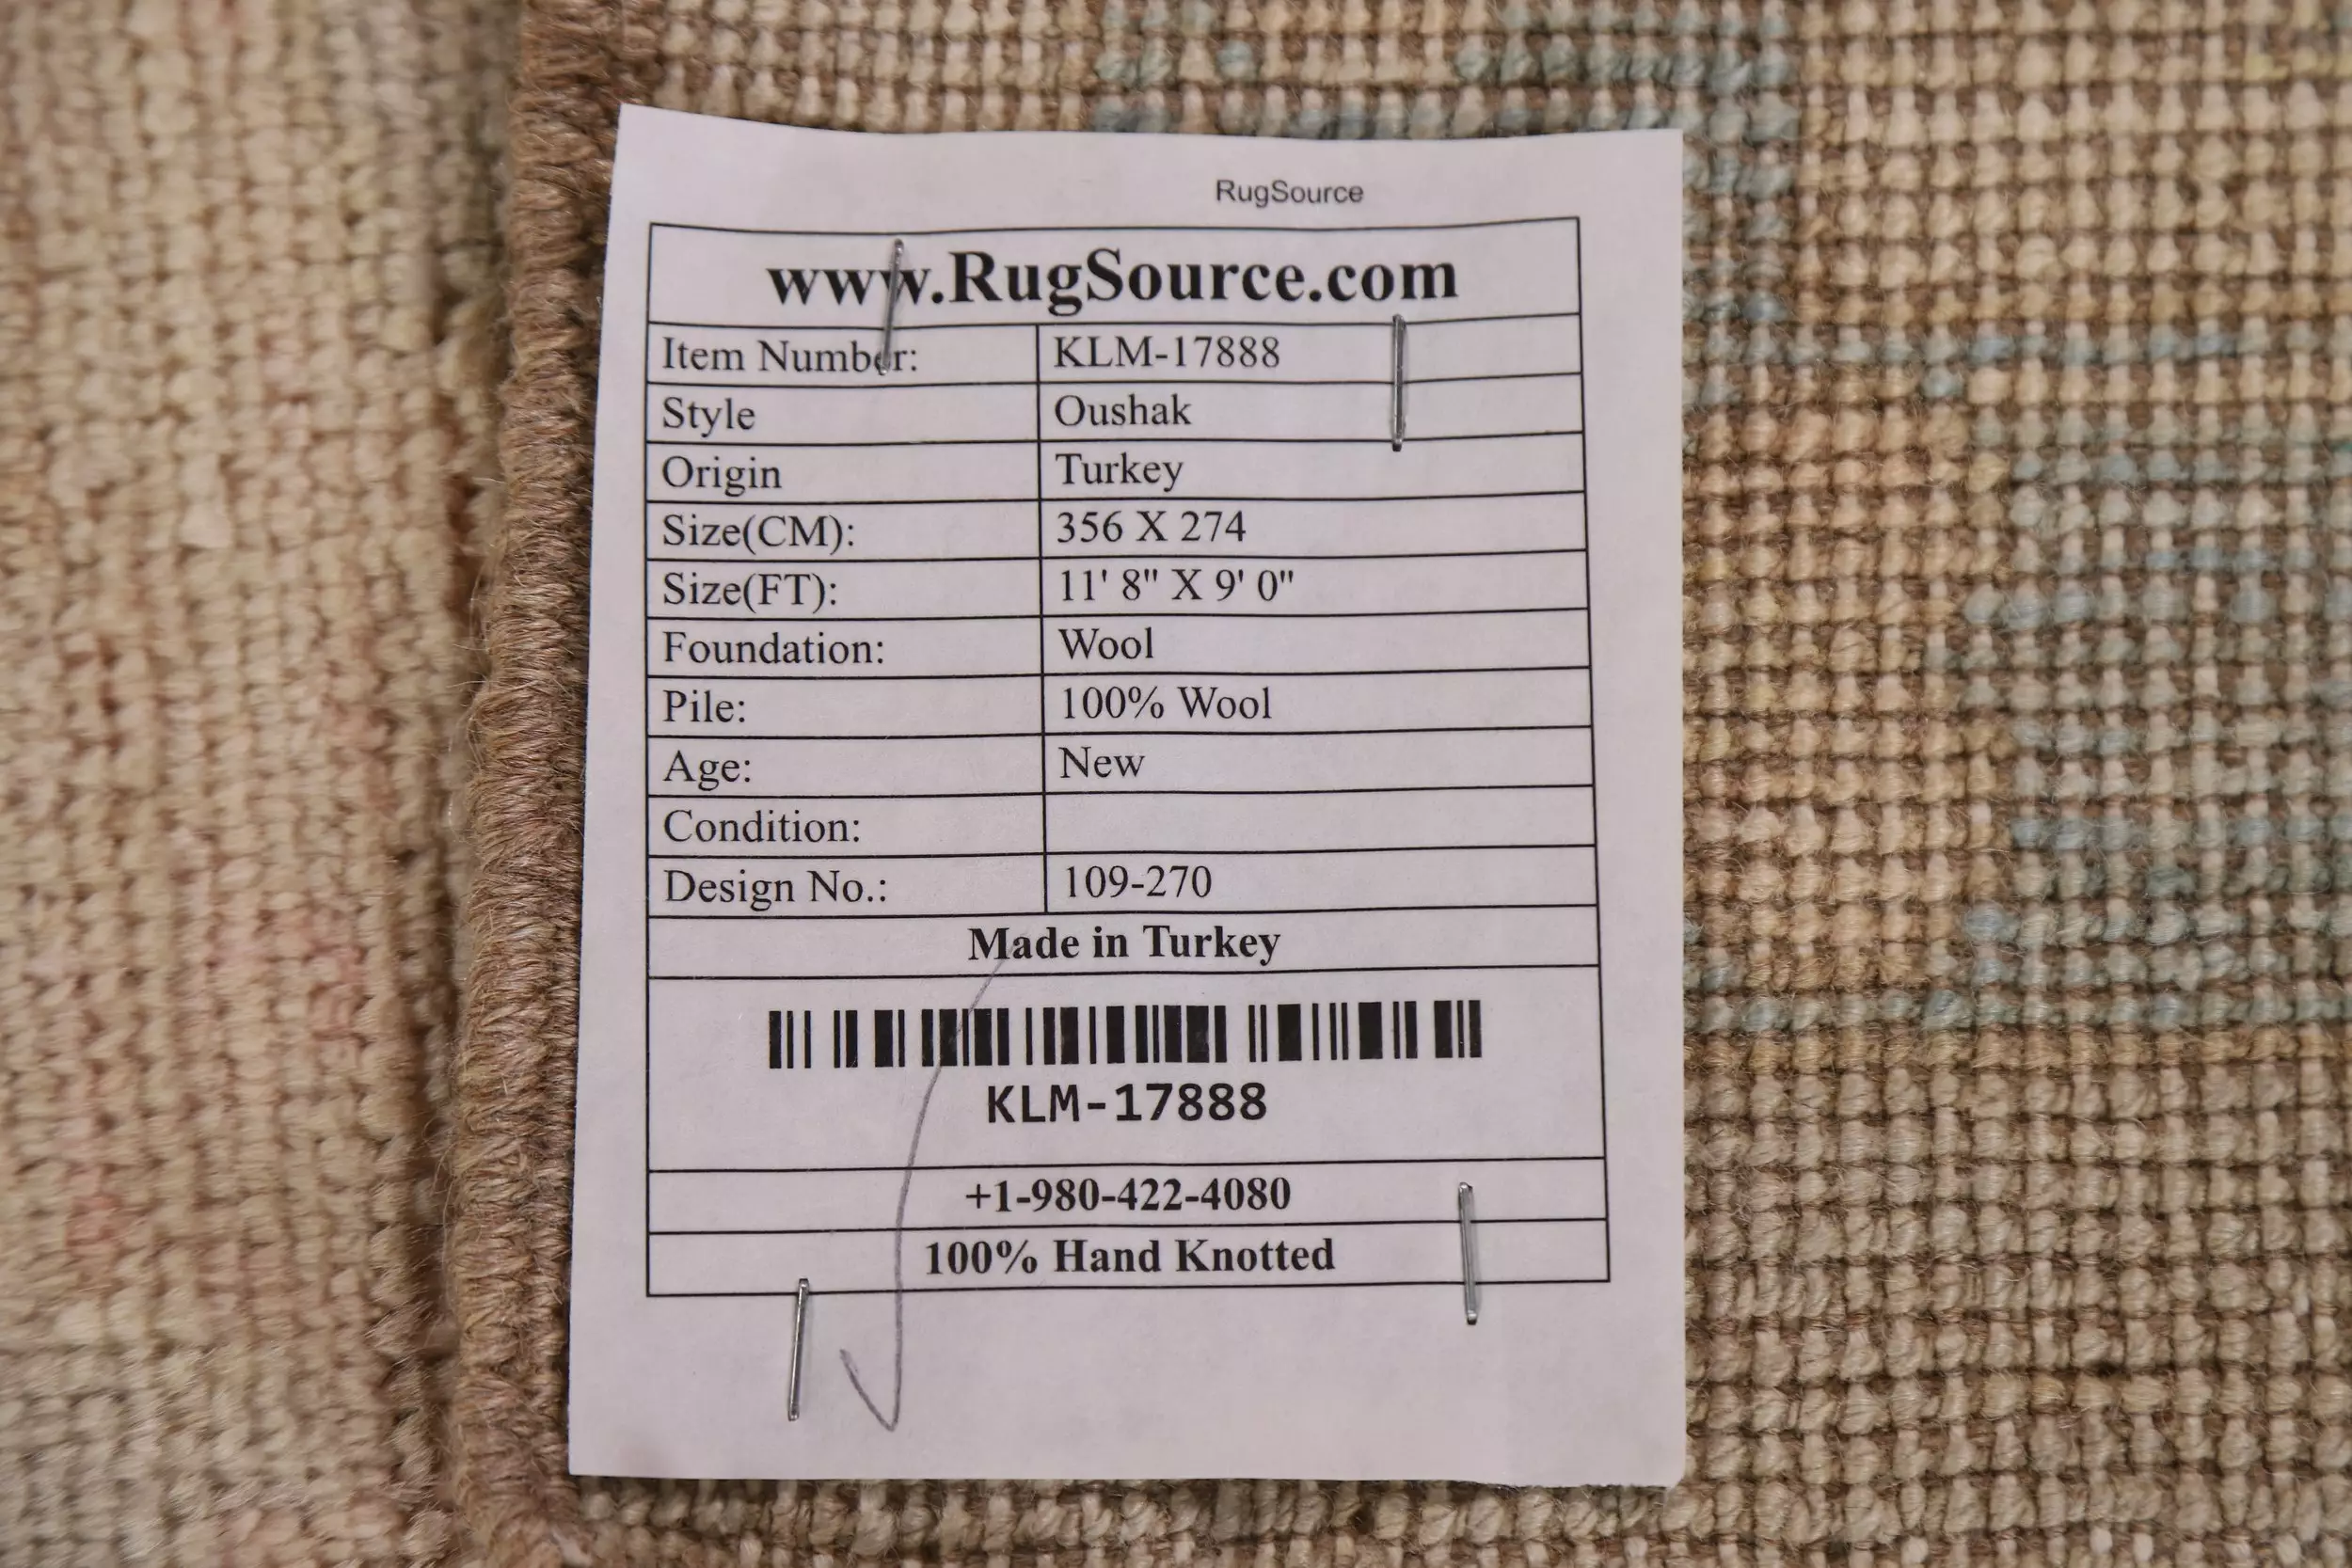 RugSource
www.RugSource.com
Item Number: KLM-17888
Style Oushak
Origin Turkey
Size(CM): 356 X 274
Size(FT): 11' 8" X 9' 0"
Foundation: Wool
Pile: 100% Wool
Age: New
Condition:
Design No.: 109-270
Made in Turkey
KLM-17888
+1-980-422-4080
100% Hand Knotted